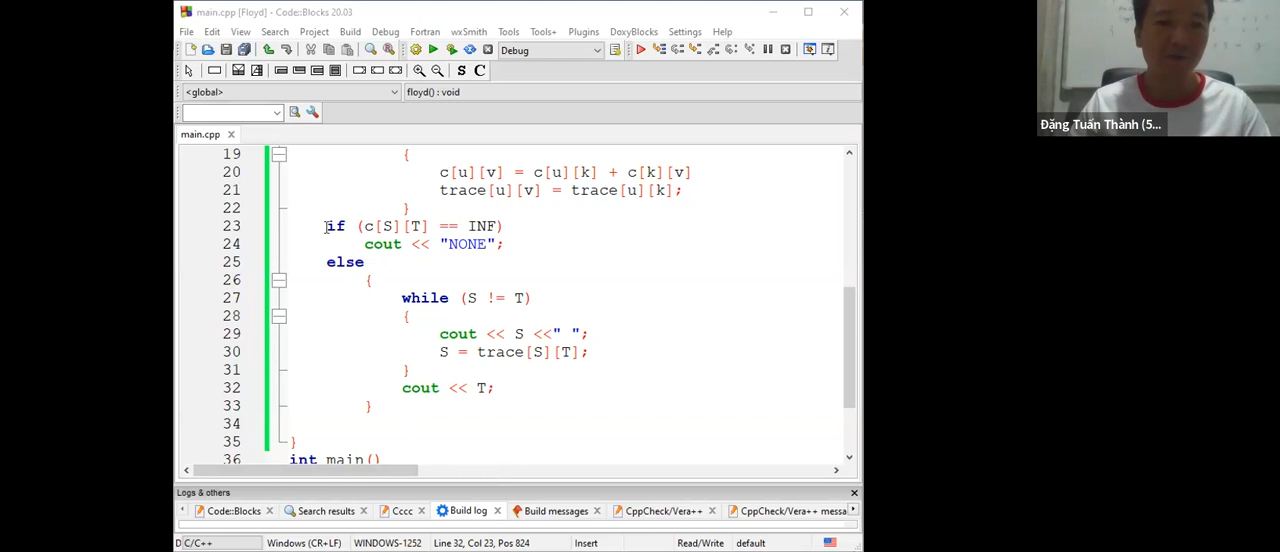 main.cpp [Floyd] - Code::Blocks 20.03
File Edit View Search Project Build Debug Fortran wxSmith Tools Tools+ Plugins DoxyBlocks Settings Help
Debug
S C
<global> floyd() : void
main.cpp
19 {
20 c[u][v] = c[u][k] + c[k][v]
21 trace[u][v] = trace[u][k];
22 }
23 if (c[S][T] == INF)
24 cout << "NONE";
25 else
26 {
27 while (S != T)
28 {
29 cout << S <<" ";
30 S = trace[S][T];
31 }
32 cout << T;
33 }
34
35 }
36 int main()
Logs & others
Code::Blocks Search results Cccc Build log Build messages CppCheck/Vera++ CppCheck/Vera++ messa
D C/C++ Windows (CR+LF) WINDOWS-1252 Line 32, Col 23, Pos 824 Insert Read/Write default
Đặng Tuấn Thành (5...